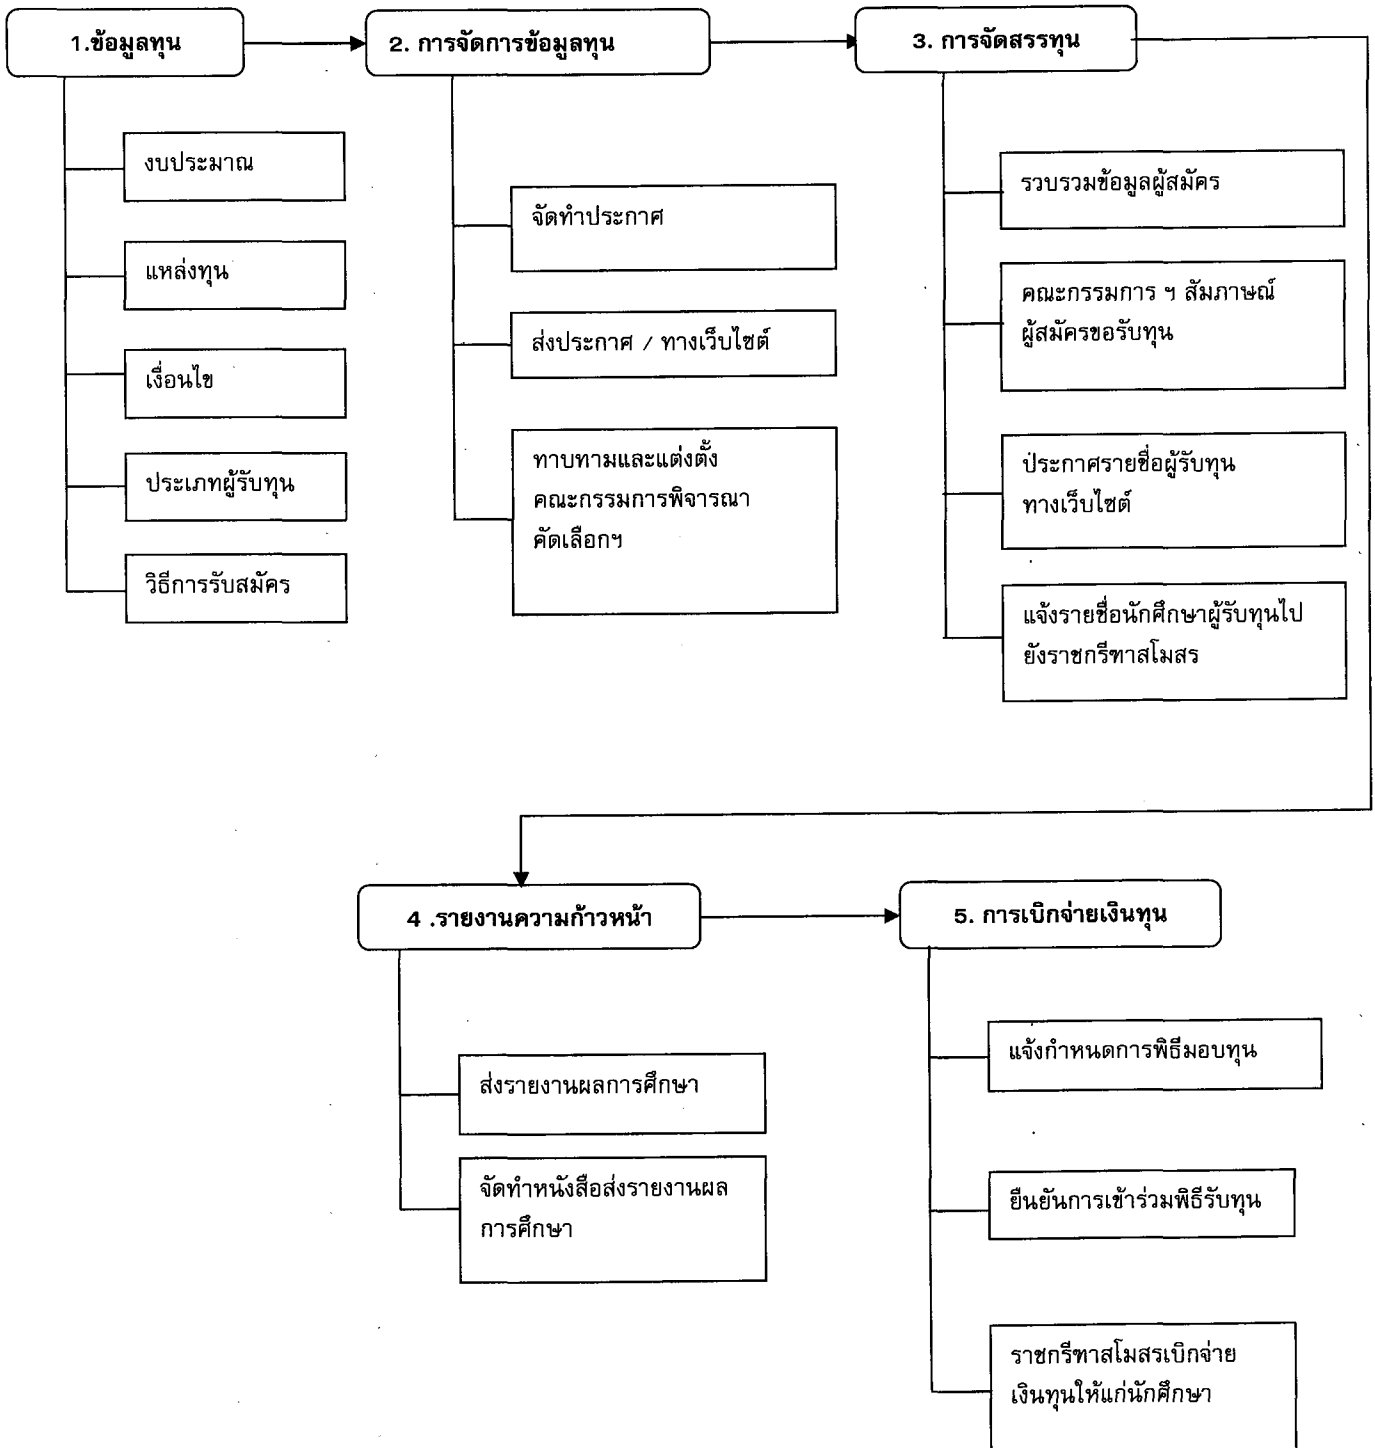 1.ข้อมูลทุน
งบประมาณ
แหล่งทุน
เงื่อนไข
ประเภทผู้รับทุน
วิธีการรับสมัคร
2. การจัดการข้อมูลทุน
จัดทำประกาศ
ส่งประกาศ / ทางเว็บไซต์
ทาบทามและแต่งตั้ง
คณะกรรมการพิจารณา
คัดเลือกฯ
3. การจัดสรรทุน
รวบรวมข้อมูลผู้สมัคร
คณะกรรมการ ฯ สัมภาษณ์
ผู้สมัครขอรับทุน
ประกาศรายชื่อผู้รับทุน
ทางเว็บไซต์
แจ้งรายชื่อนักศึกษาผู้รับทุนไป
ยังราชกรีฑาสโมสร
4 .รายงานความก้าวหน้า
ส่งรายงานผลการศึกษา
จัดทำหนังสือส่งรายงานผล
การศึกษา
5. การเบิกจ่ายเงินทุน
แจ้งกำหนดการพิธีมอบทุน
ยืนยันการเข้าร่วมพิธีรับทุน
ราชกรีฑาสโมสรเบิกจ่าย
เงินทุนให้แก่นักศึกษา